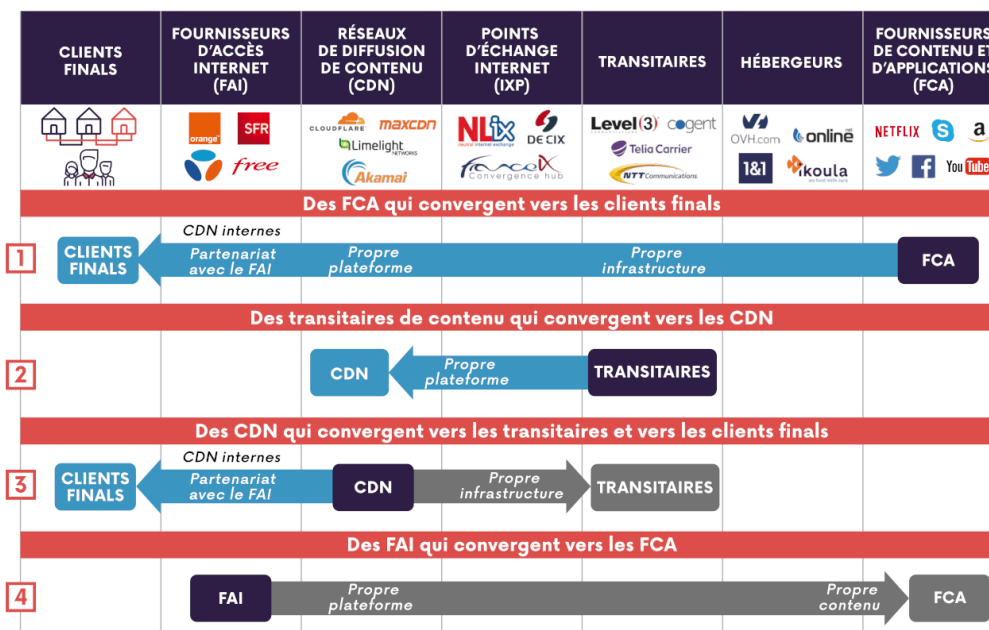 CLIENTS
FINALS
FOURNISSEURS
D'ACCÈS
INTERNET
(FAI)
RÉSEAUX
DE DIFFUSION
DE CONTENU
(CDN)
POINTS
D'ÉCHANGE
INTERNET
(IXP)
TRANSITAIRES
HÉBERGEURS
FOURNISSEURS
DE CONTENU ET
D'APPLICATIONS
(FCA)
orange
SFR
free
CLOUDFLARE
maxcdn
Limelight
NETWORKS
Akamai
NLix
neutral internet exchange
DE CIX
franceix
Convergence hub
Level(3)
cogent
Telia Carrier
NTT Communications
OVH.com
online
1&1
ikoula
NETFLIX
S
a
f
You Tube
Des FCA qui convergent vers les clients finals
1
CLIENTS
FINALS
CDN internes
Partenariat
avec le FAI
Propre
plateforme
Propre
infrastructure
FCA
Des transitaires de contenu qui convergent vers les CDN
2
CDN
Propre
plateforme
TRANSITAIRES
Des CDN qui convergent vers les transitaires et vers les clients finals
3
CLIENTS
FINALS
CDN internes
Partenariat
avec le FAI
CDN
Propre
infrastructure
TRANSITAIRES
Des FAI qui convergent vers les FCA
4
FAI
Propre
plateforme
Propre
contenu
FCA